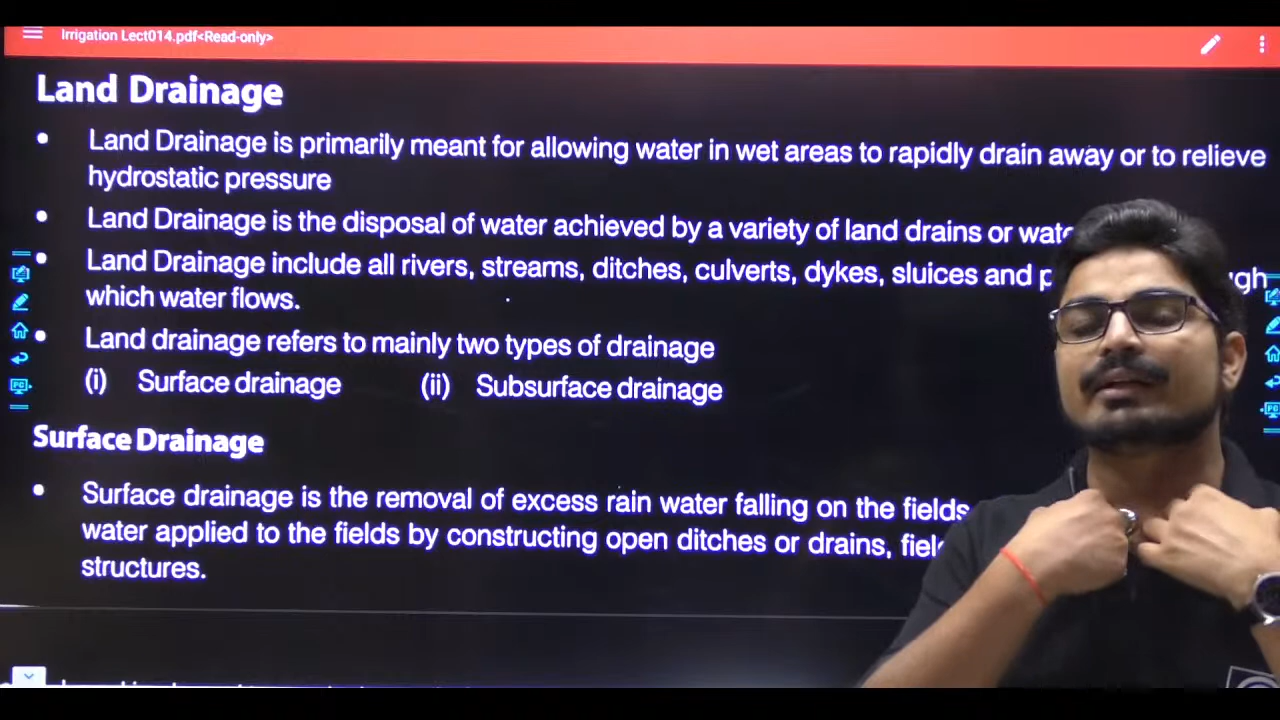 Irrigation Lect014.pdf<Read-only>
Land Drainage
• Land Drainage is primarily meant for allowing water in wet areas to rapidly drain away or to relieve
hydrostatic pressure
• Land Drainage is the disposal of water achieved by a variety of land drains or
• Land Drainage include all rivers, streams, ditches, culverts, dykes, sluices and
which water flows.
• Land drainage refers to mainly two types of drainage
(i) Surface drainage (ii) Subsurface drainage
Surface Drainage
• Surface drainage is the removal of excess rain water falling on the fields
water applied to the fields by constructing open ditches or drains,
structures.